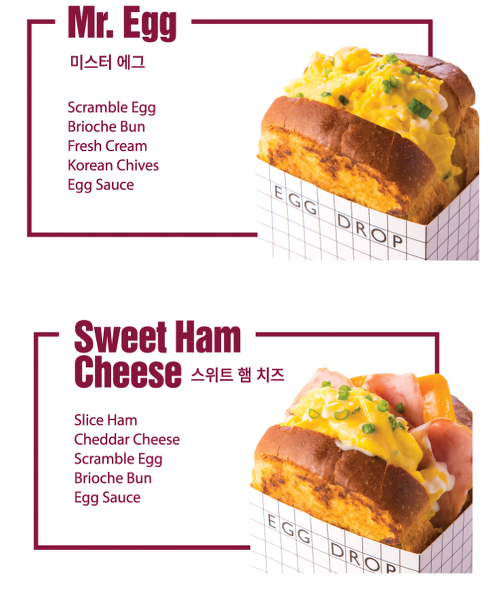 Mr. Egg
미스터 에그
Scramble Egg
Brioche Bun
Fresh Cream
Korean Chives
Egg Sauce
EGG DROP
Sweet Ham
Cheese 스위트 햄 치즈
Slice Ham
Cheddar Cheese
Scramble Egg
Brioche Bun
Egg Sauce
EGG DROP